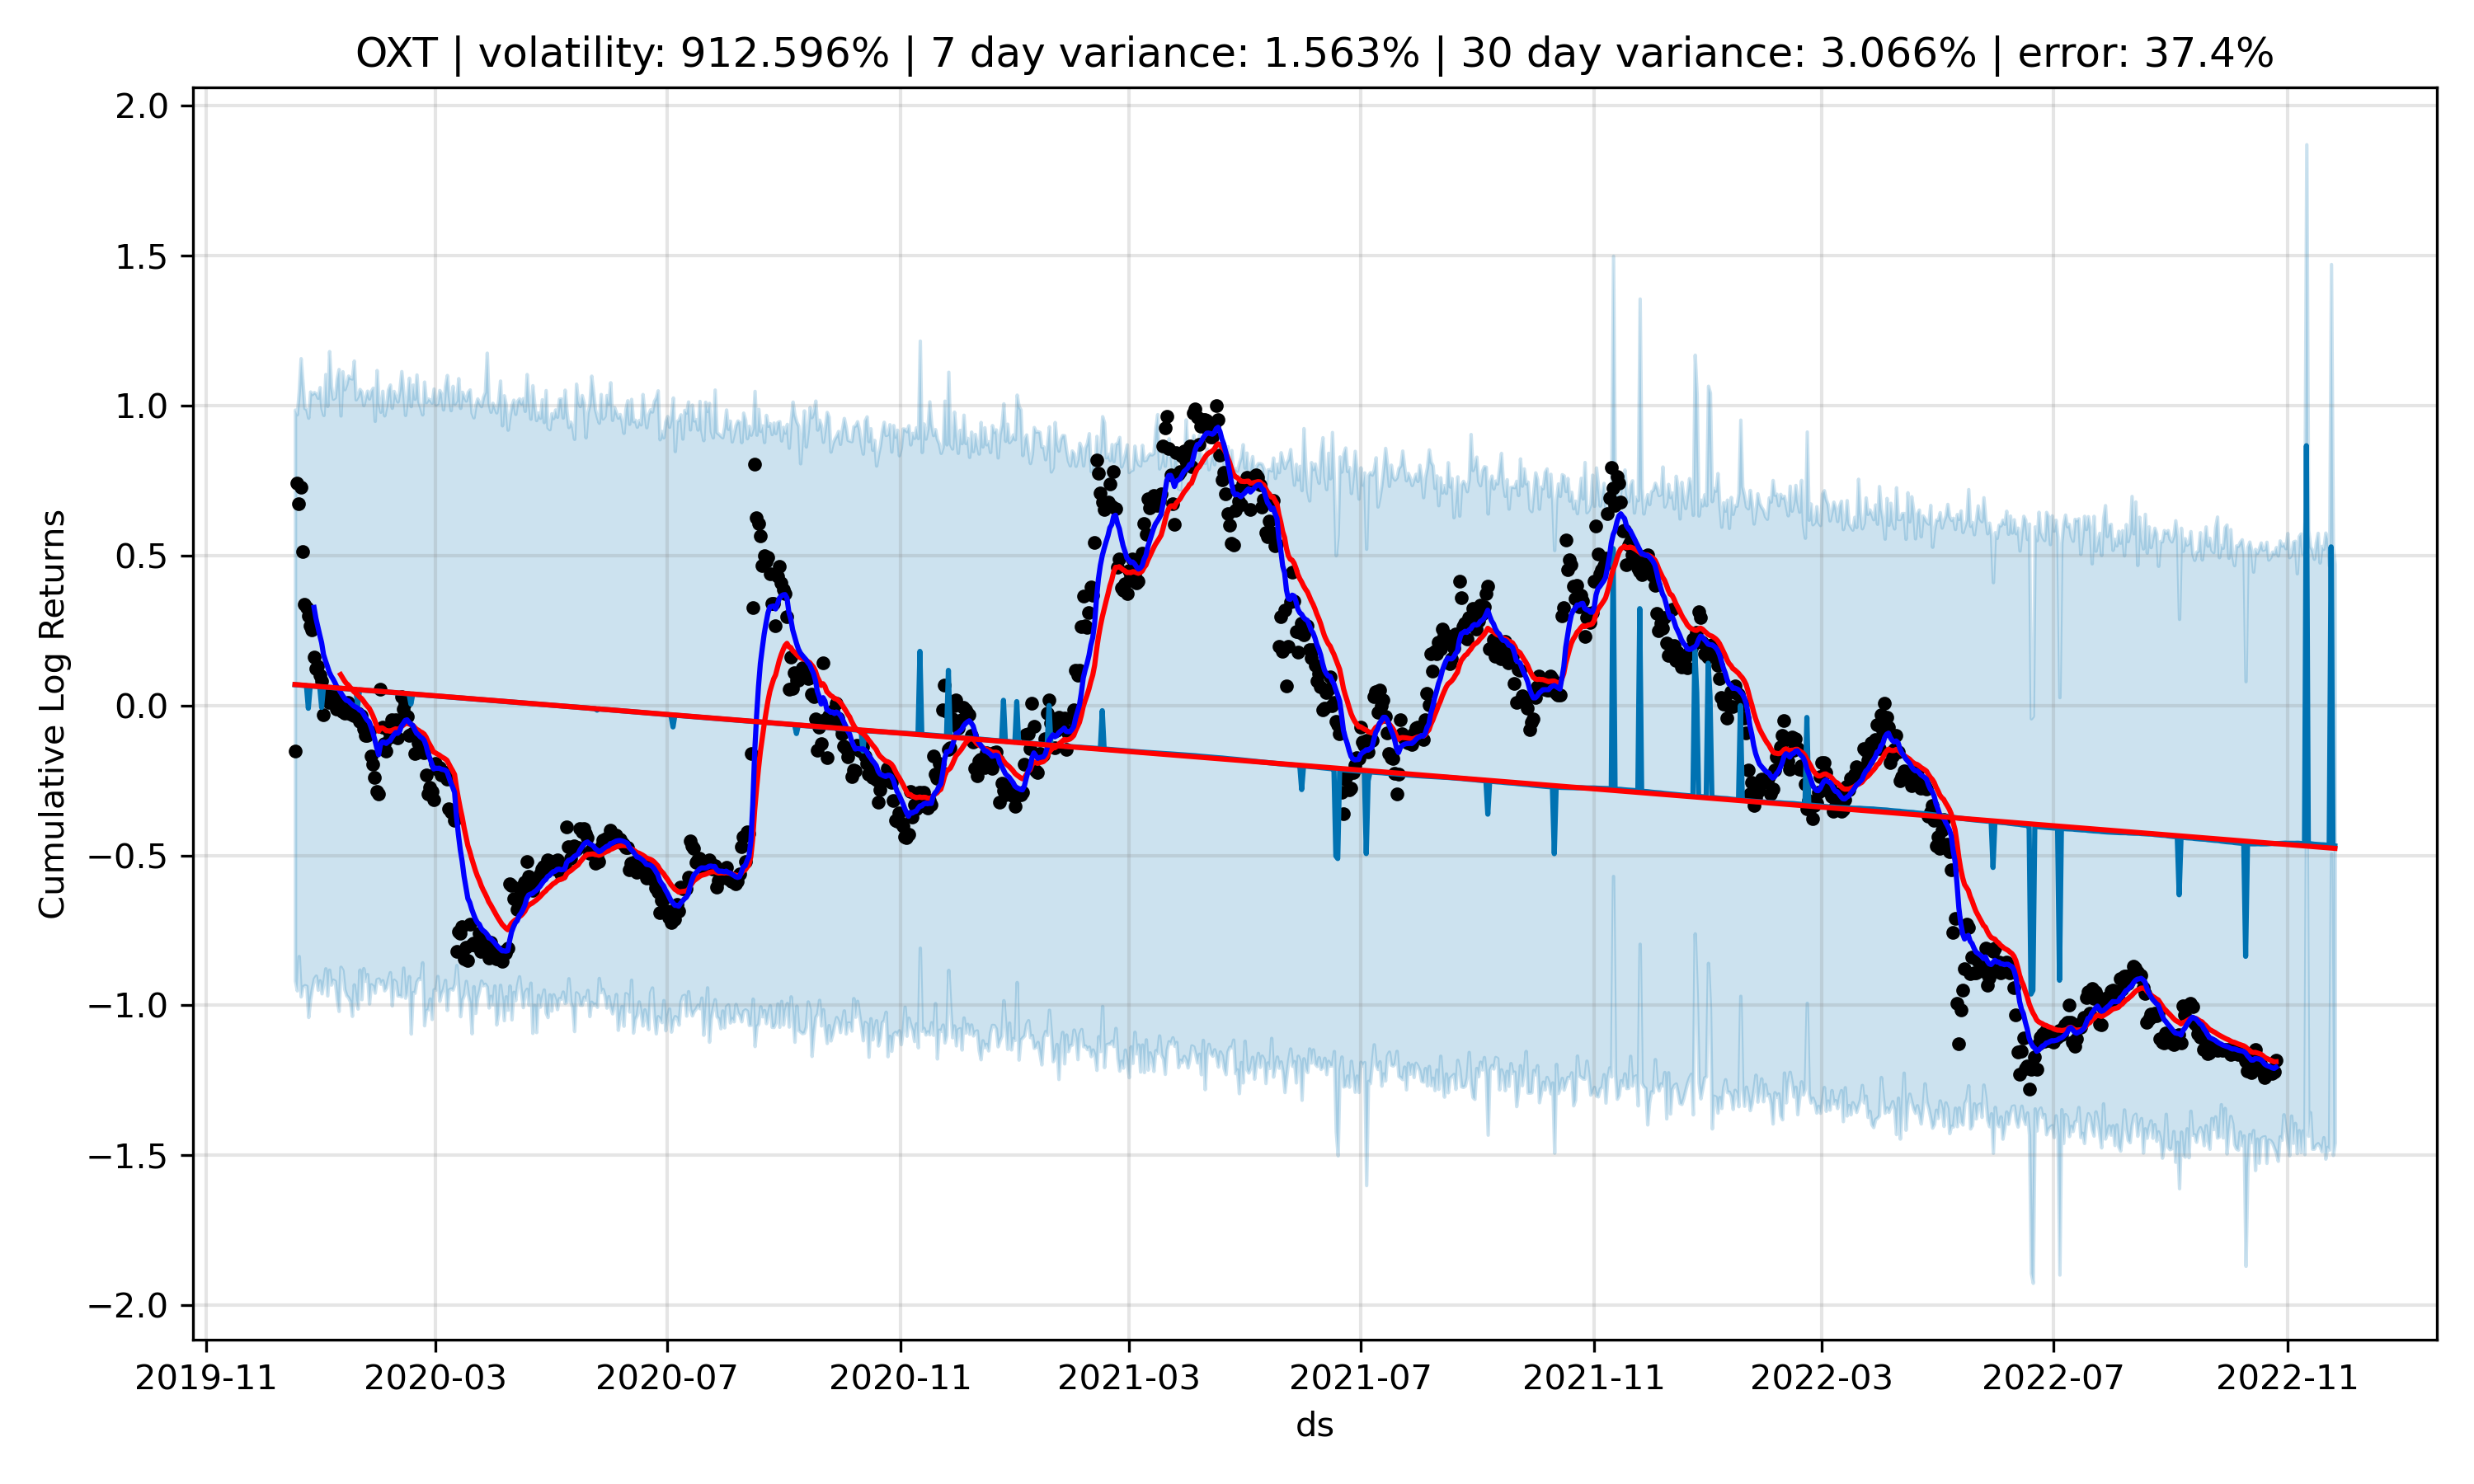 OXT | volatility: 912.596% | 7 day variance: 1.563% | 30 day variance: 3.066% | error: 37.4%
2.0
1.5
1.0
0.5
0.0
−0.5
−1.0
−1.5
−2.0
Cumulative Log Returns
2019-11 2020-03 2020-07 2020-11 2021-03 2021-07 2021-11 2022-03 2022-07 2022-11
ds